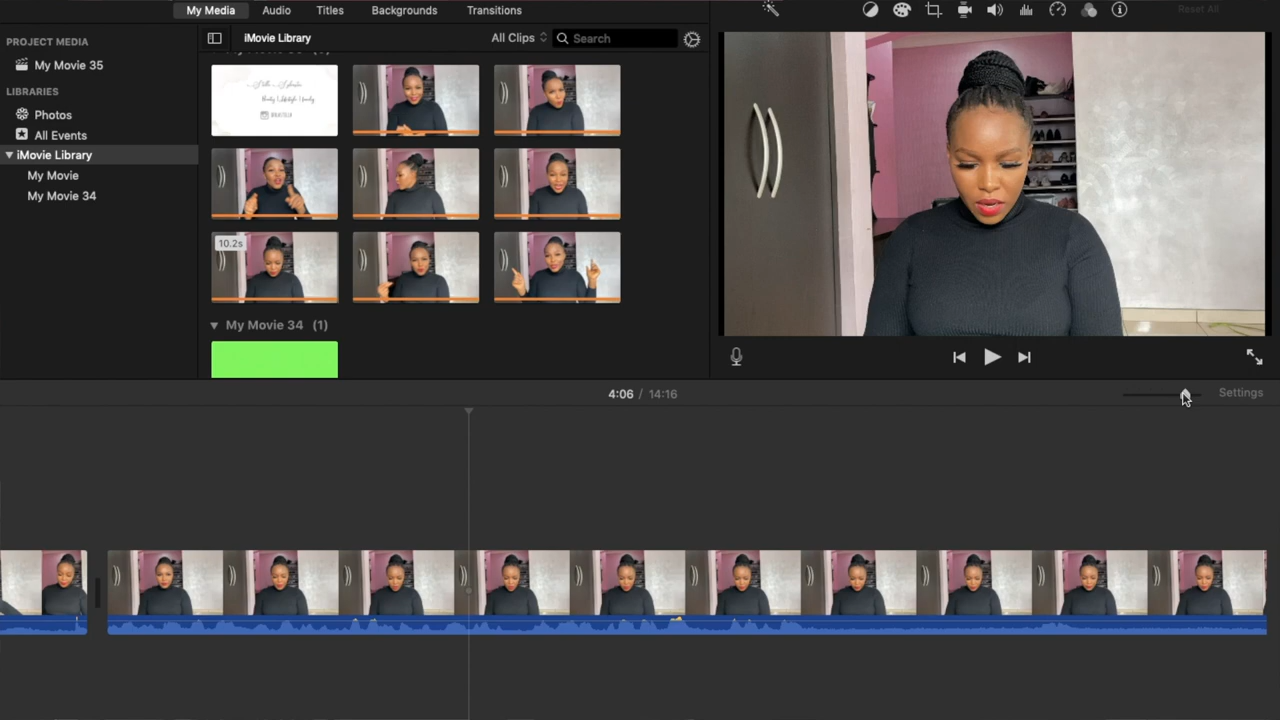 My Media Audio Titles Backgrounds Transitions
Reset All
PROJECT MEDIA
My Movie 35
LIBRARIES
Photos
All Events
iMovie Library
My Movie
My Movie 34
iMovie Library All Clips Search
10.2s
My Movie 34 (1)
4:06 / 14:16 Settings